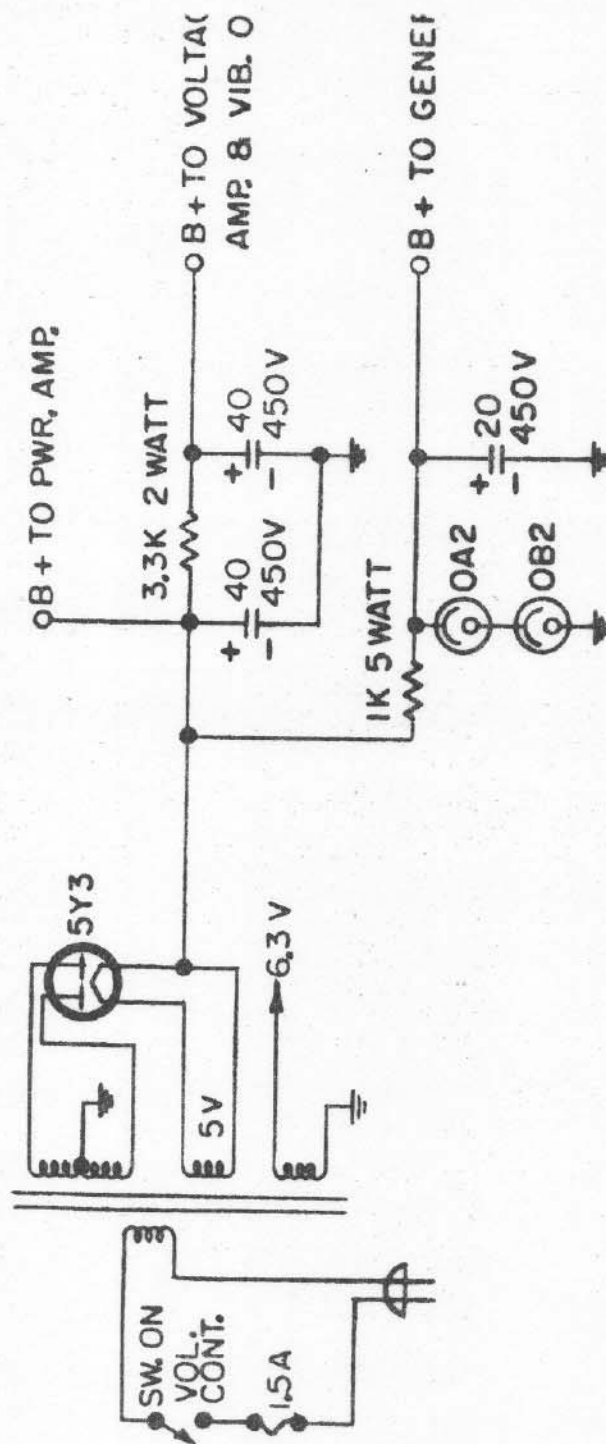 B + TO PWR. AMP.
B + TO VOLTA
AMP. & VIB. O
3.3K 2 WATT
+
40
450V
-
+
40
450V
-
1K 5 WATT
B + TO GENE
+
20
450V
-
OA2
OB2
5Y3
5V
6.3V
SW. ON
VOL.
CONT.
1.5A